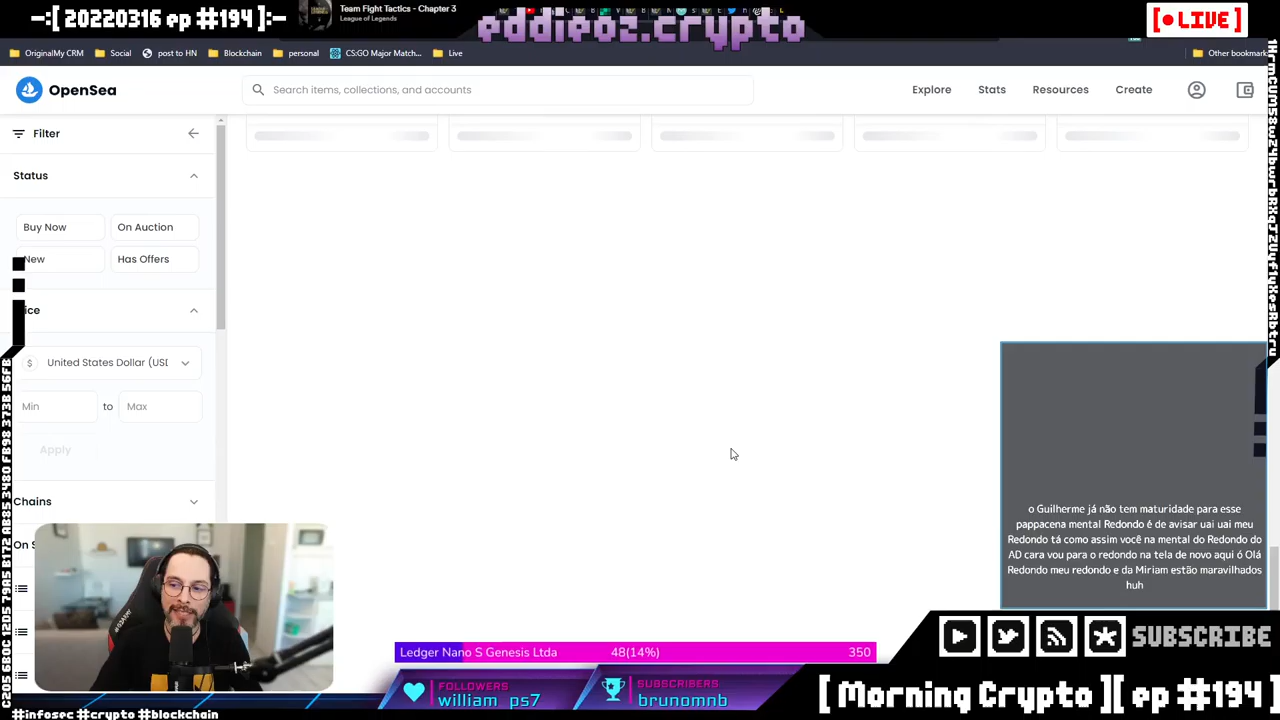 -:[ 20220316 ep #194 ]:-
Team Fight Tactics - Chapter 3
League of Legends
eddieoz.crypto
[●LIVE]
OriginalMy CRM
Social
post to HN
Blockchain
personal
CS:GO Major Match...
Live
Other bookmark
OpenSea
Search items, collections, and accounts
Explore
Stats
Resources
Create
Filter
Status
Buy Now
On Auction
New
Has Offers
ice
$ United States Dollar (USD
Min
to
Max
Apply
Chains
On S
o Guilherme já não tem maturidade para esse
pappacena mental Redondo é de avisar uai uai meu
Redondo tá como assim você na mental do Redondo do
AD cara vou para o redondo na tela de novo aqui ó Olá
Redondo meu redondo e da Miriam estão maravilhados
huh
Ledger Nano S Genesis Ltda
48(14%)
350
SUBSCRIBE
FOLLOWERS
william_ps7
SUBSCRIBERS
brunomnb
[ Morning Crypto ][ ep #194 ]
#infosec #crypto #blockchain